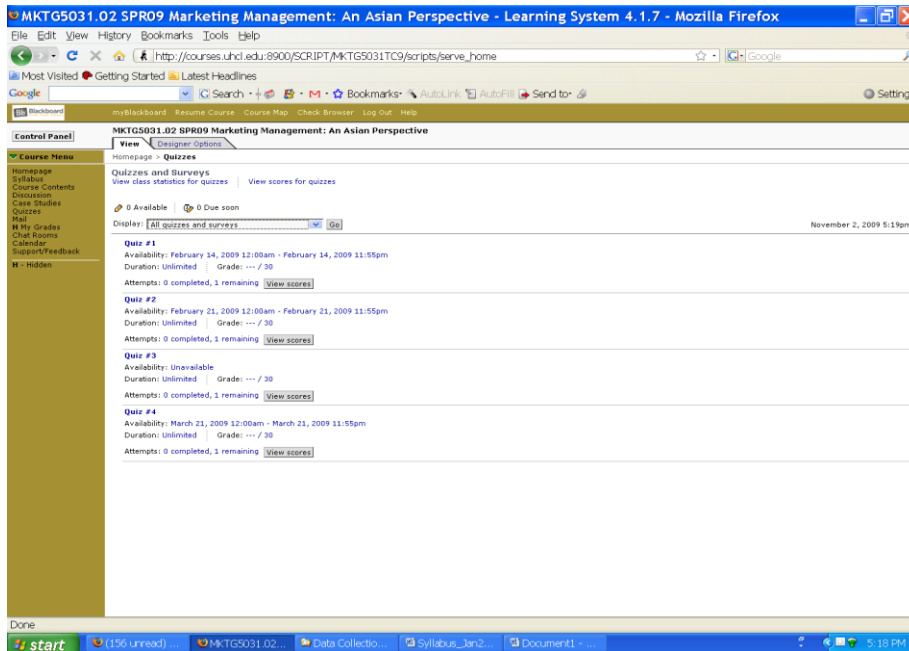 MKTG5031.02 SPR09 Marketing Management: An Asian Perspective - Learning System 4.1.7 - Mozilla Firefox
File Edit View History Bookmarks Tools Help
http://courses.uhcl.edu:8900/SCRIPT/MKTG5031TC9/scripts/serve_home Google
Most Visited Getting Started Latest Headlines
Google Search Bookmarks AutoLink AutoFill Send to Setting
Blackboard myBlackboard Resume Course Course Map Check Browser Log Out Help
Control Panel
MKTG5031.02 SPR09 Marketing Management: An Asian Perspective
View Designer Options
Course Menu
Homepage > Quizzes
Homepage
Syllabus
Course Contents
Discussion
Case Studies
Quizzes
Mail
H My Grades
Chat Rooms
Calendar
Support/Feedback
H - Hidden
Quizzes and Surveys
View class statistics for quizzes View scores for quizzes
0 Available 0 Due soon
Display: All quizzes and surveys Go November 2, 2009 5:19pm
Quiz #1
Availability: February 14, 2009 12:00am - February 14, 2009 11:55pm
Duration: Unlimited Grade: --- / 30
Attempts: 0 completed, 1 remaining View scores
Quiz #2
Availability: February 21, 2009 12:00am - February 21, 2009 11:55pm
Duration: Unlimited Grade: --- / 30
Attempts: 0 completed, 1 remaining View scores
Quiz #3
Availability: Unavailable
Duration: Unlimited Grade: --- / 30
Attempts: 0 completed, 1 remaining View scores
Quiz #4
Availability: March 21, 2009 12:00am - March 21, 2009 11:55pm
Duration: Unlimited Grade: --- / 30
Attempts: 0 completed, 1 remaining View scores
Done
start (156 unread) ... MKTG5031.02... Data Collectio... Syllabus_Jan2... Document1 - ... 5:18 PM